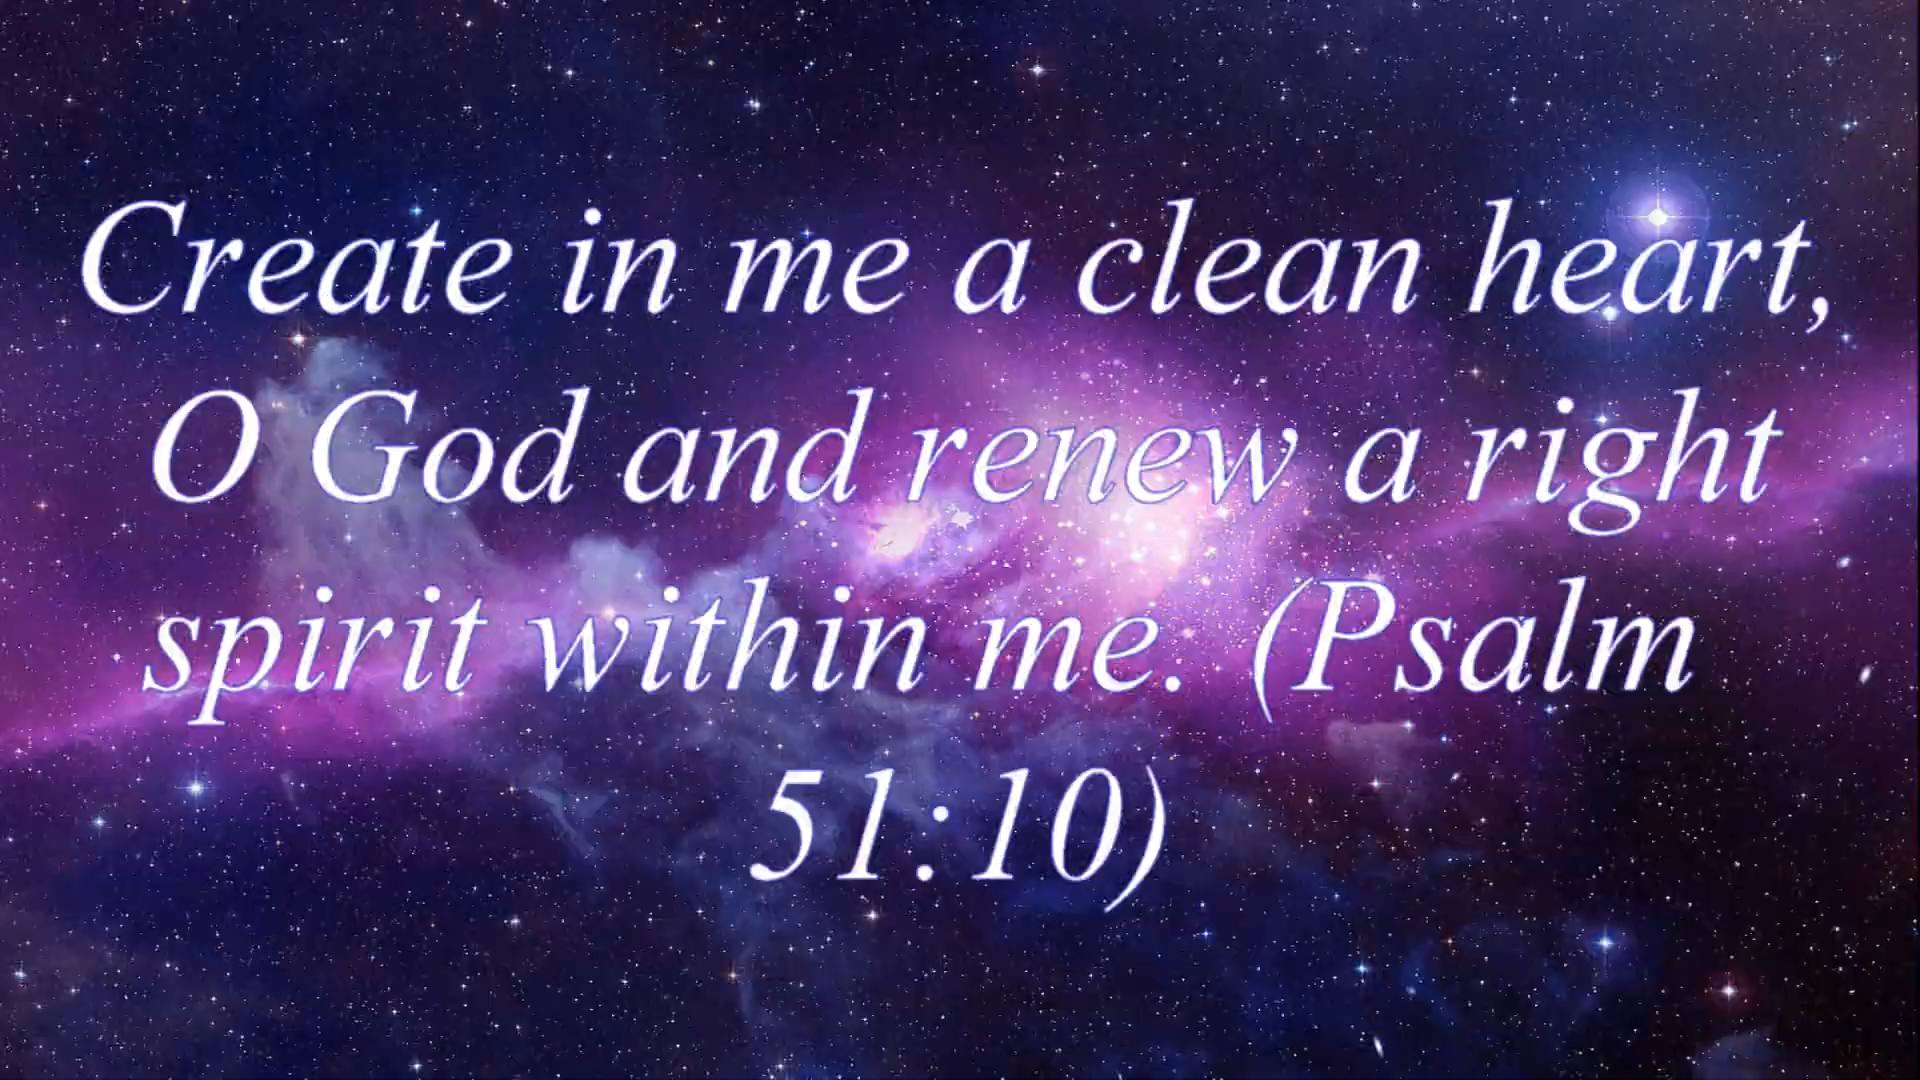 Create in me a clean heart,
O God and renew a right
spirit within me. (Psalm
51:10)